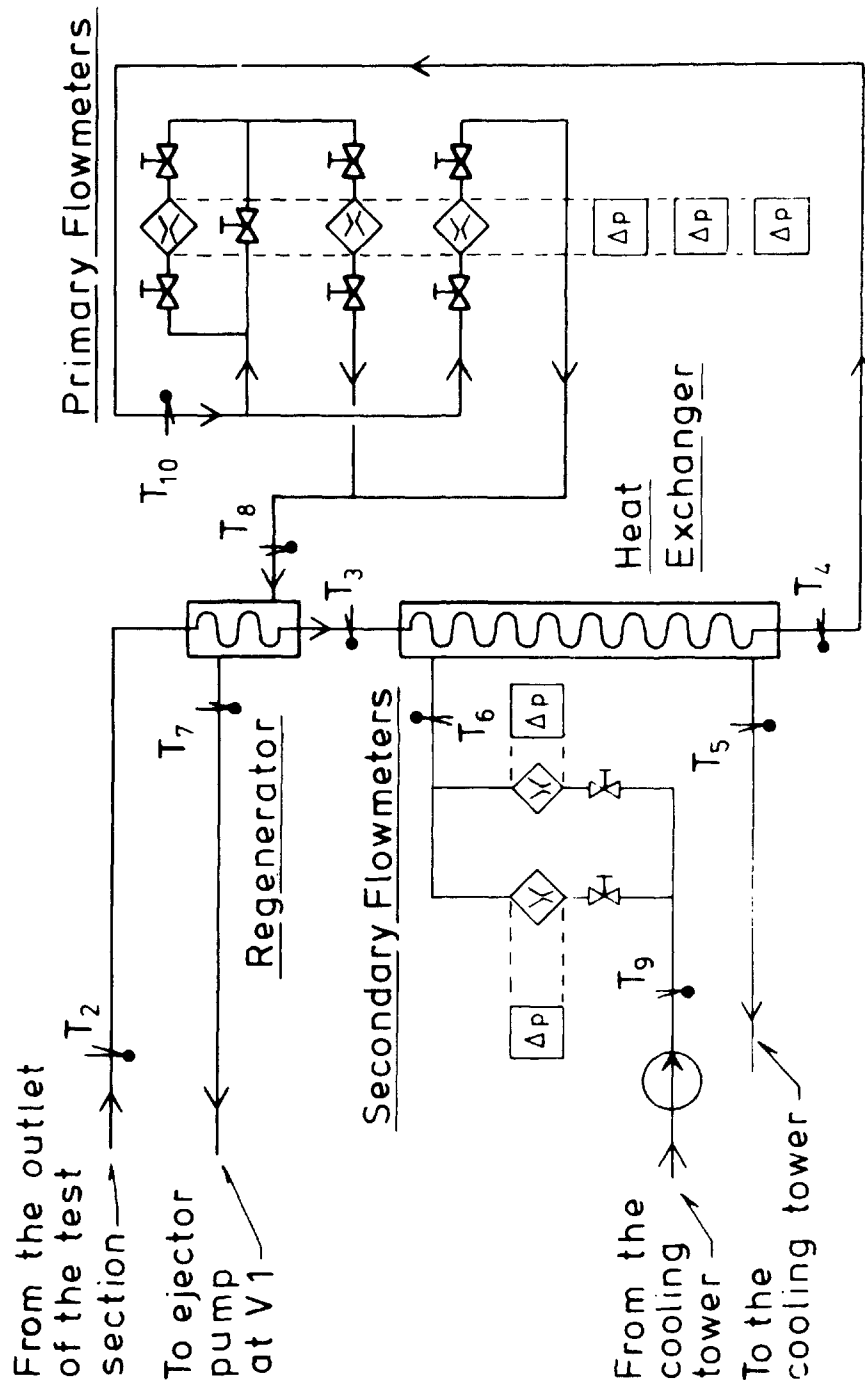 From the outlet
of the test
section
To ejector
pump
at V1
T₂
T₇
Regenerator
T₈
T₃
T₁₀
Primary Flowmeters
Δp
Δp
Δp
Heat
Exchanger
T₄
Secondary Flowmeters
T₆
Δp
Δp
T₉
T₅
From the
cooling
tower
To the
cooling tower